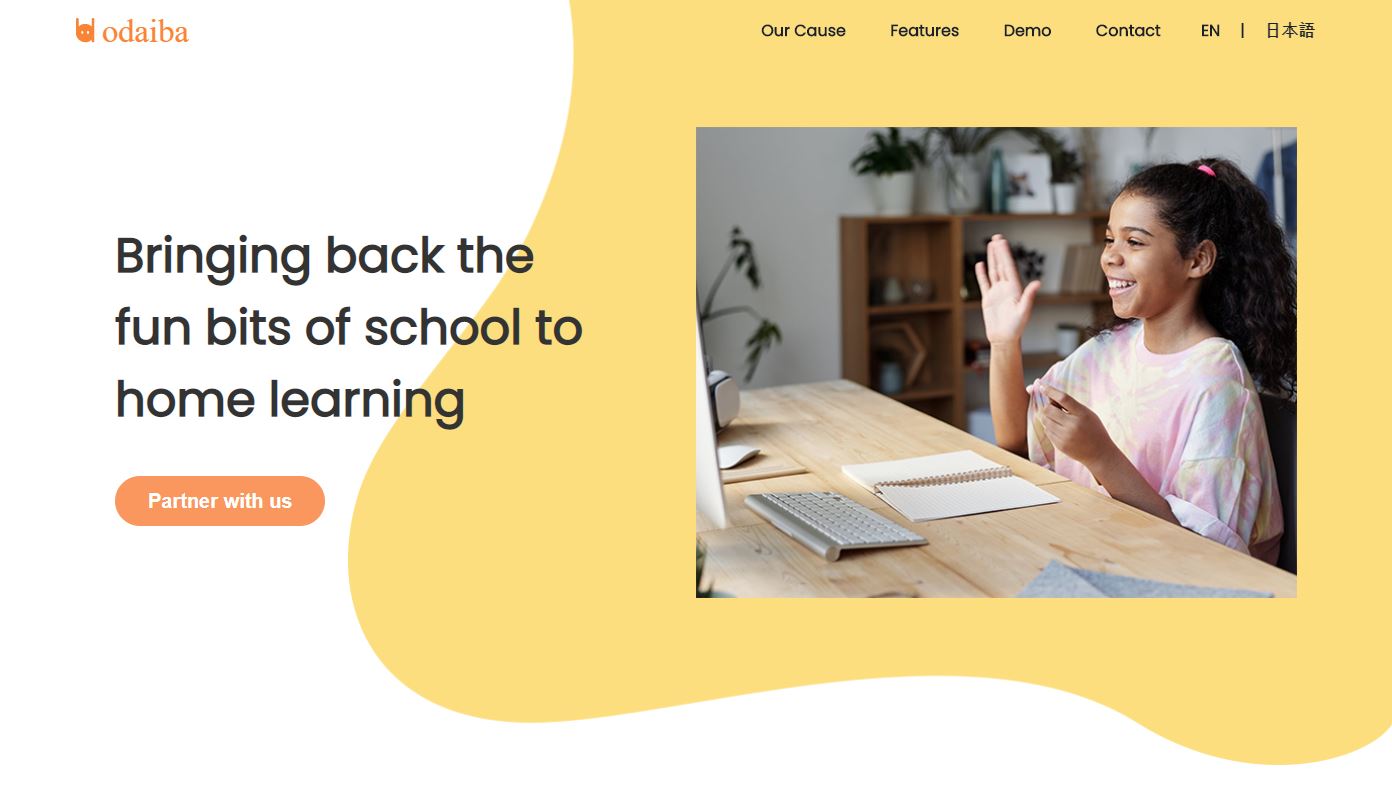 odaiba
Our Cause Features Demo Contact EN | 日本語
Bringing back the
fun bits of school to
home learning
Partner with us